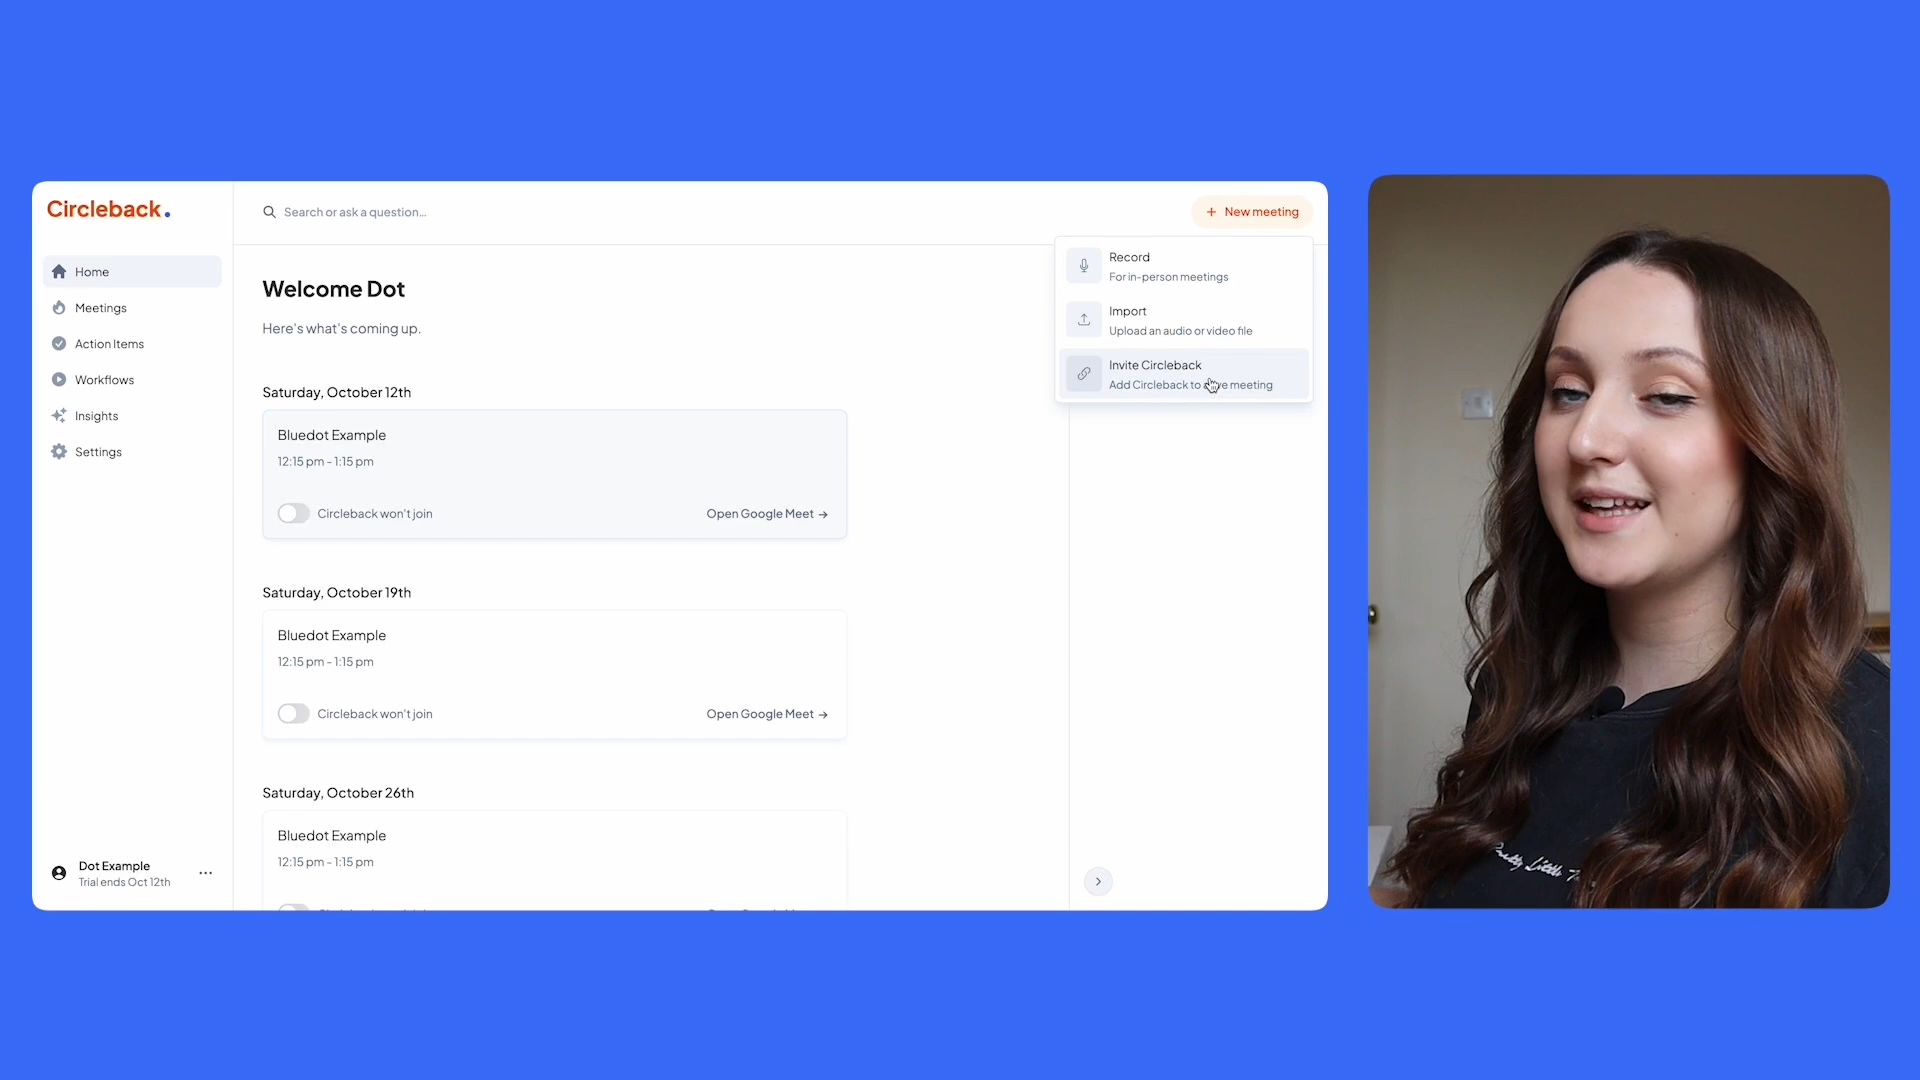 Circleback.
Search or ask a question...
+ New meeting
Home
Meetings
Action Items
Workflows
Insights
Settings
Welcome Dot
Here's what's coming up.
Record
For in-person meetings
Import
Upload an audio or video file
Invite Circleback
Add Circleback to meeting
Saturday, October 12th
Bluedot Example
12:15 pm - 1:15 pm
Circleback won't join
Open Google Meet →
Saturday, October 19th
Bluedot Example
12:15 pm - 1:15 pm
Circleback won't join
Open Google Meet →
Saturday, October 26th
Bluedot Example
12:15 pm - 1:15 pm
Dot Example
Trial ends Oct 12th
Pretty Little